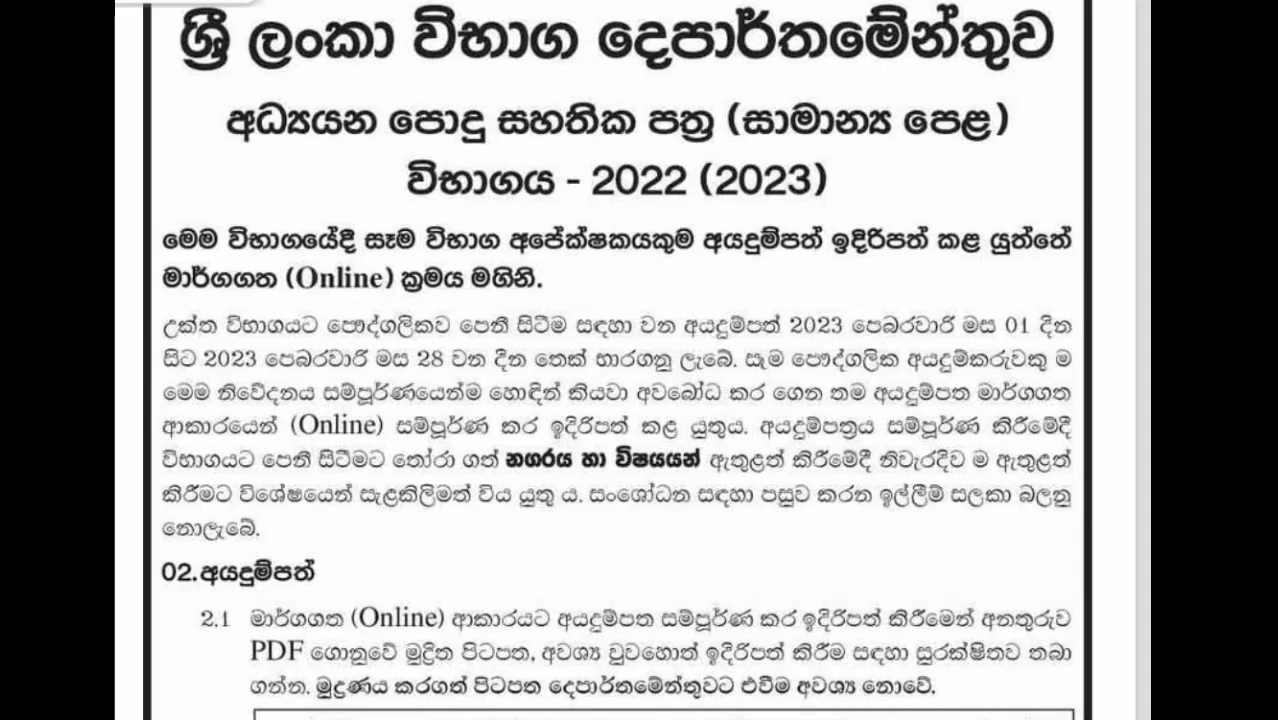 ශ්‍රී ලංකා විභාග දෙපාර්තමේන්තුව
අධ්‍යයන පොදු සහතික පත්‍ර (සාමාන්‍ය පෙළ)
විභාගය - 2022 (2023)
මෙම විභාගයේදී සෑම විභාග අපේක්ෂකයකුම අයදුම්පත් ඉදිරිපත් කළ යුත්තේ
මාර්ගගත (Online) ක්‍රමය මගිනි.
උක්ත විභාගයට පෞද්ගලිකව පෙනී සිටීම සඳහා වන අයදුම්පත් 2023 පෙබරවාරි මස 01 දින
සිට 2023 පෙබරවාරි මස 28 වන දින තෙක් භාරගනු ලැබේ. සෑම පෞද්ගලික අයදුම්කරුවකු ම
මෙම නිවේදනය සම්පූර්ණයෙන්ම හොඳින් කියවා අවබෝධ කර ගෙන තම අයදුම්පත මාර්ගගත
ආකාරයෙන් (Online) සම්පූර්ණ කර ඉදිරිපත් කළ යුතුය. අයදුම්පත්‍රය සම්පූර්ණ කිරීමේදී
විභාගයට පෙනී සිටීමට තෝරා ගත් නගරය හා විෂයයන් ඇතුළත් කිරීමේදී නිවැරදිව ම ඇතුළත්
කිරීමට විශේෂයෙන් සැළකිලිමත් විය යුතු ය. සංශෝධන සඳහා පසුව කරන ඉල්ලීම් සලකා බලනු
නොලැබේ.
02. අයදුම්පත්
2.1 මාර්ගගත (Online) ආකාරයට අයදුම්පත සම්පූර්ණ කර ඉදිරිපත් කිරීමෙන් අනතුරුව
PDF ගොනුවේ මුද්‍රිත පිටපත, අවශ්‍ය වුවහොත් ඉදිරිපත් කිරීම සඳහා සුරක්ෂිතව තබා
ගන්න. මුද්‍රණය කරගත් පිටපත දෙපාර්තමේන්තුවට එවීම අවශ්‍ය නොවේ.